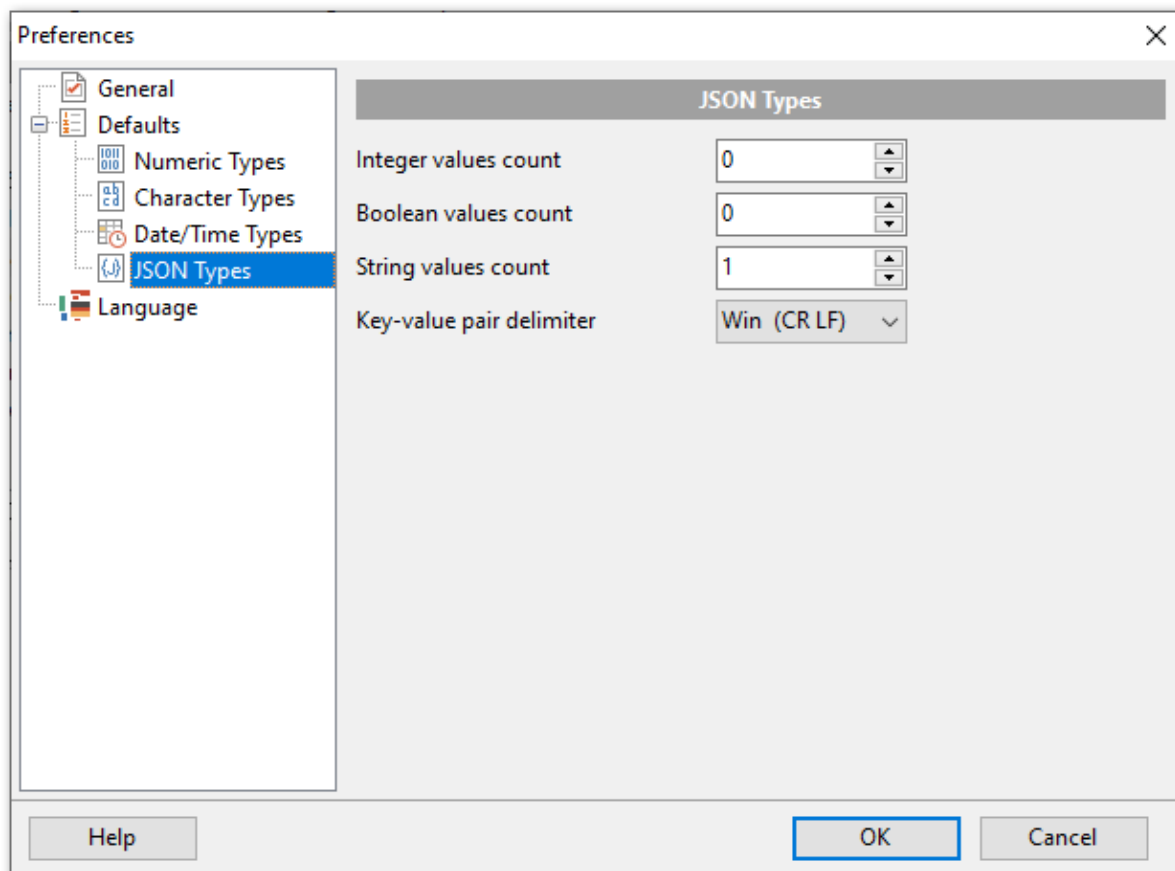 Preferences
General
Defaults
Numeric Types
Character Types
Date/Time Types
JSON Types
Language
JSON Types
Integer values count 0
Boolean values count 0
String values count 1
Key-value pair delimiter Win (CR LF)
Help OK Cancel